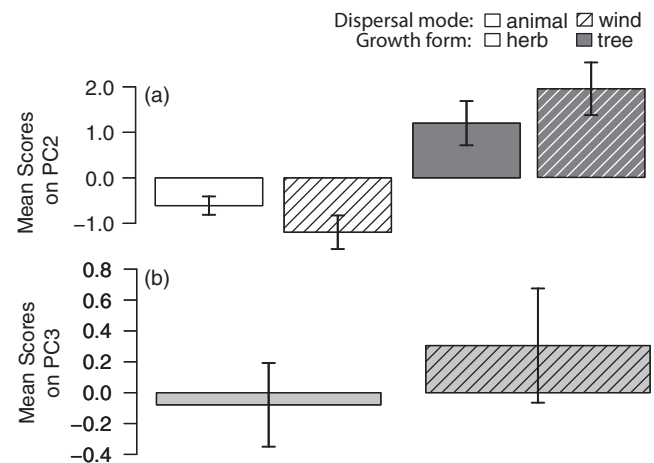 Dispersal mode: animal wind
Growth form: herb tree
(a)
2.0
1.0
0.0
−1.0
Mean Scores
on PC2
(b)
0.8
0.6
0.4
0.2
0.0
−0.2
−0.4
Mean Scores
on PC3